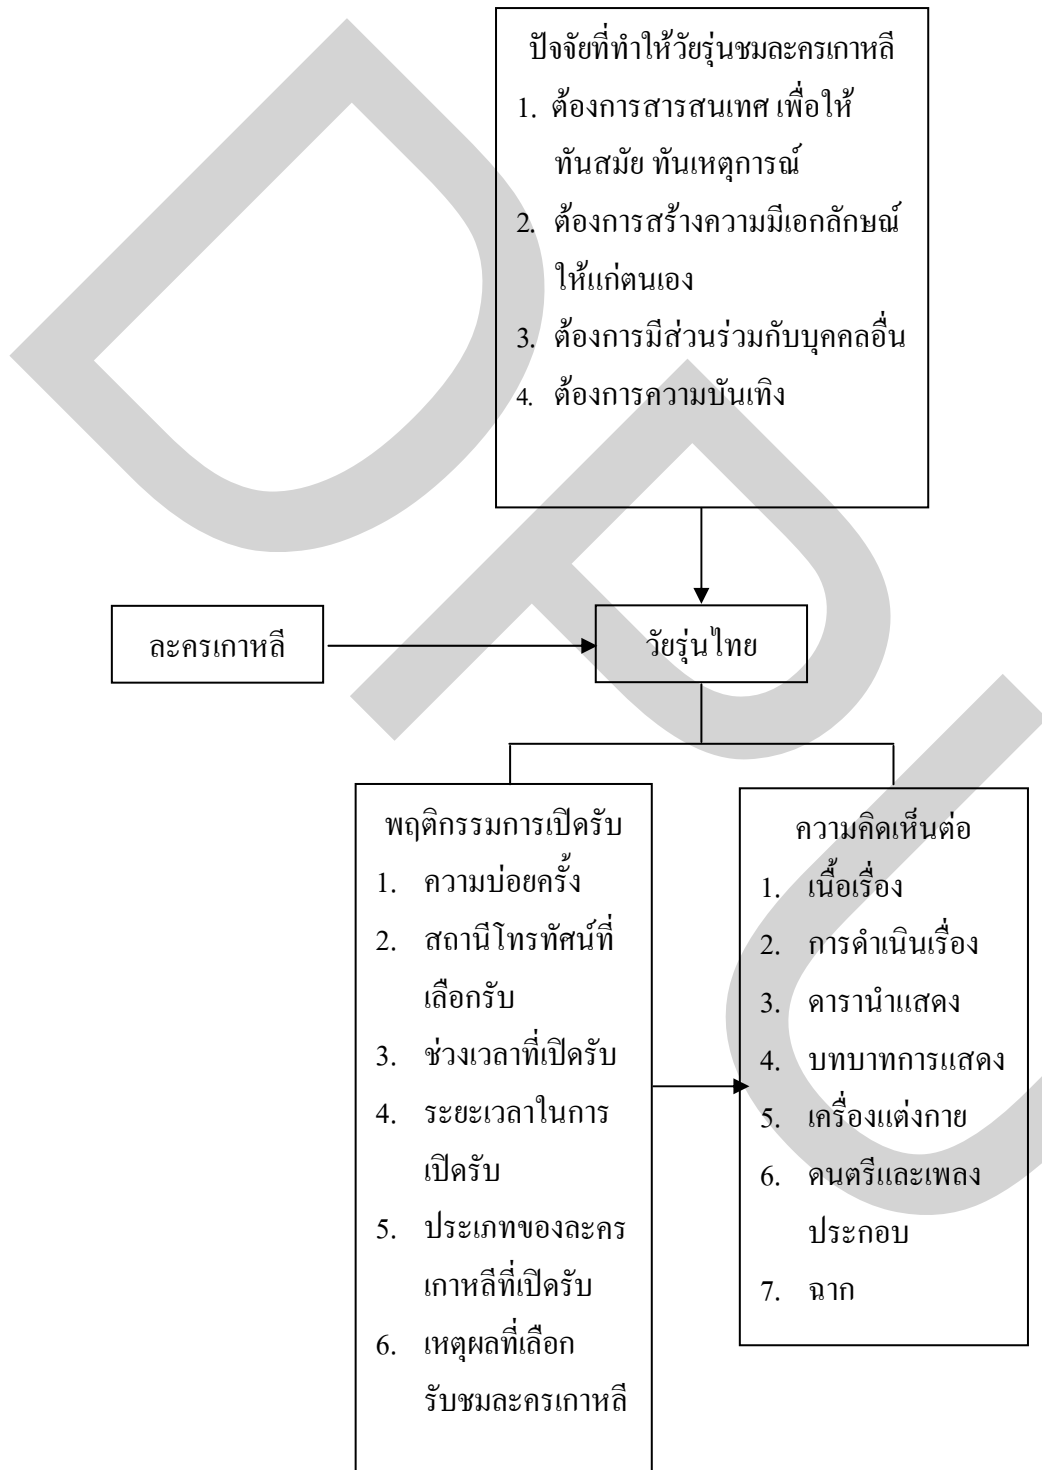 ปัจจัยที่ทำให้วัยรุ่นชมละครเกาหลี
1. ต้องการสารสนเทศ เพื่อให้
ทันสมัย ทันเหตุการณ์
2. ต้องการสร้างความมีเอกลักษณ์
ให้แก่ตนเอง
3. ต้องการมีส่วนร่วมกับบุคคลอื่น
4. ต้องการความบันเทิง
ละครเกาหลี
วัยรุ่นไทย
พฤติกรรมการเปิดรับ
1. ความบ่อยครั้ง
2. สถานีโทรทัศน์ที่
เลือกรับ
3. ช่วงเวลาที่เปิดรับ
4. ระยะเวลาในการ
เปิดรับ
5. ประเภทของละคร
เกาหลีที่เปิดรับ
6. เหตุผลที่เลือก
รับชมละครเกาหลี
ความคิดเห็นต่อ
1. เนื้อเรื่อง
2. การดำเนินเรื่อง
3. ดารานำแสดง
4. บทบาทการแสดง
5. เครื่องแต่งกาย
6. ดนตรีและเพลง
ประกอบ
7. ฉาก
DPU